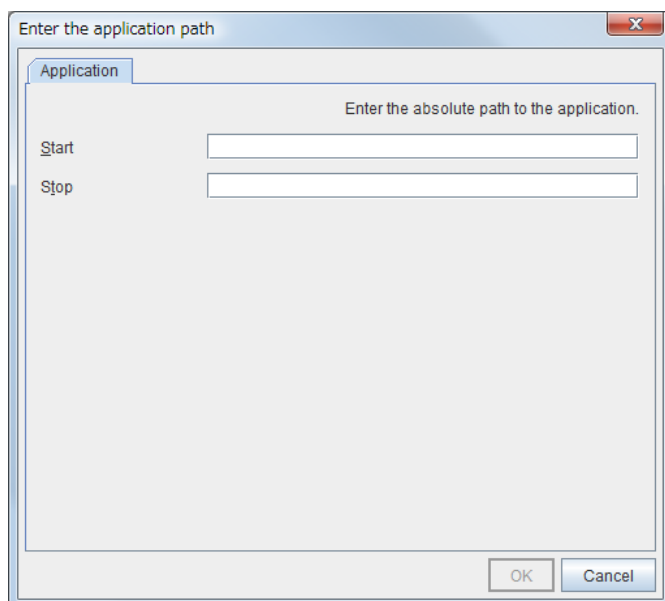 Enter the application path
Application
Enter the absolute path to the application.
Start
Stop
OK
Cancel